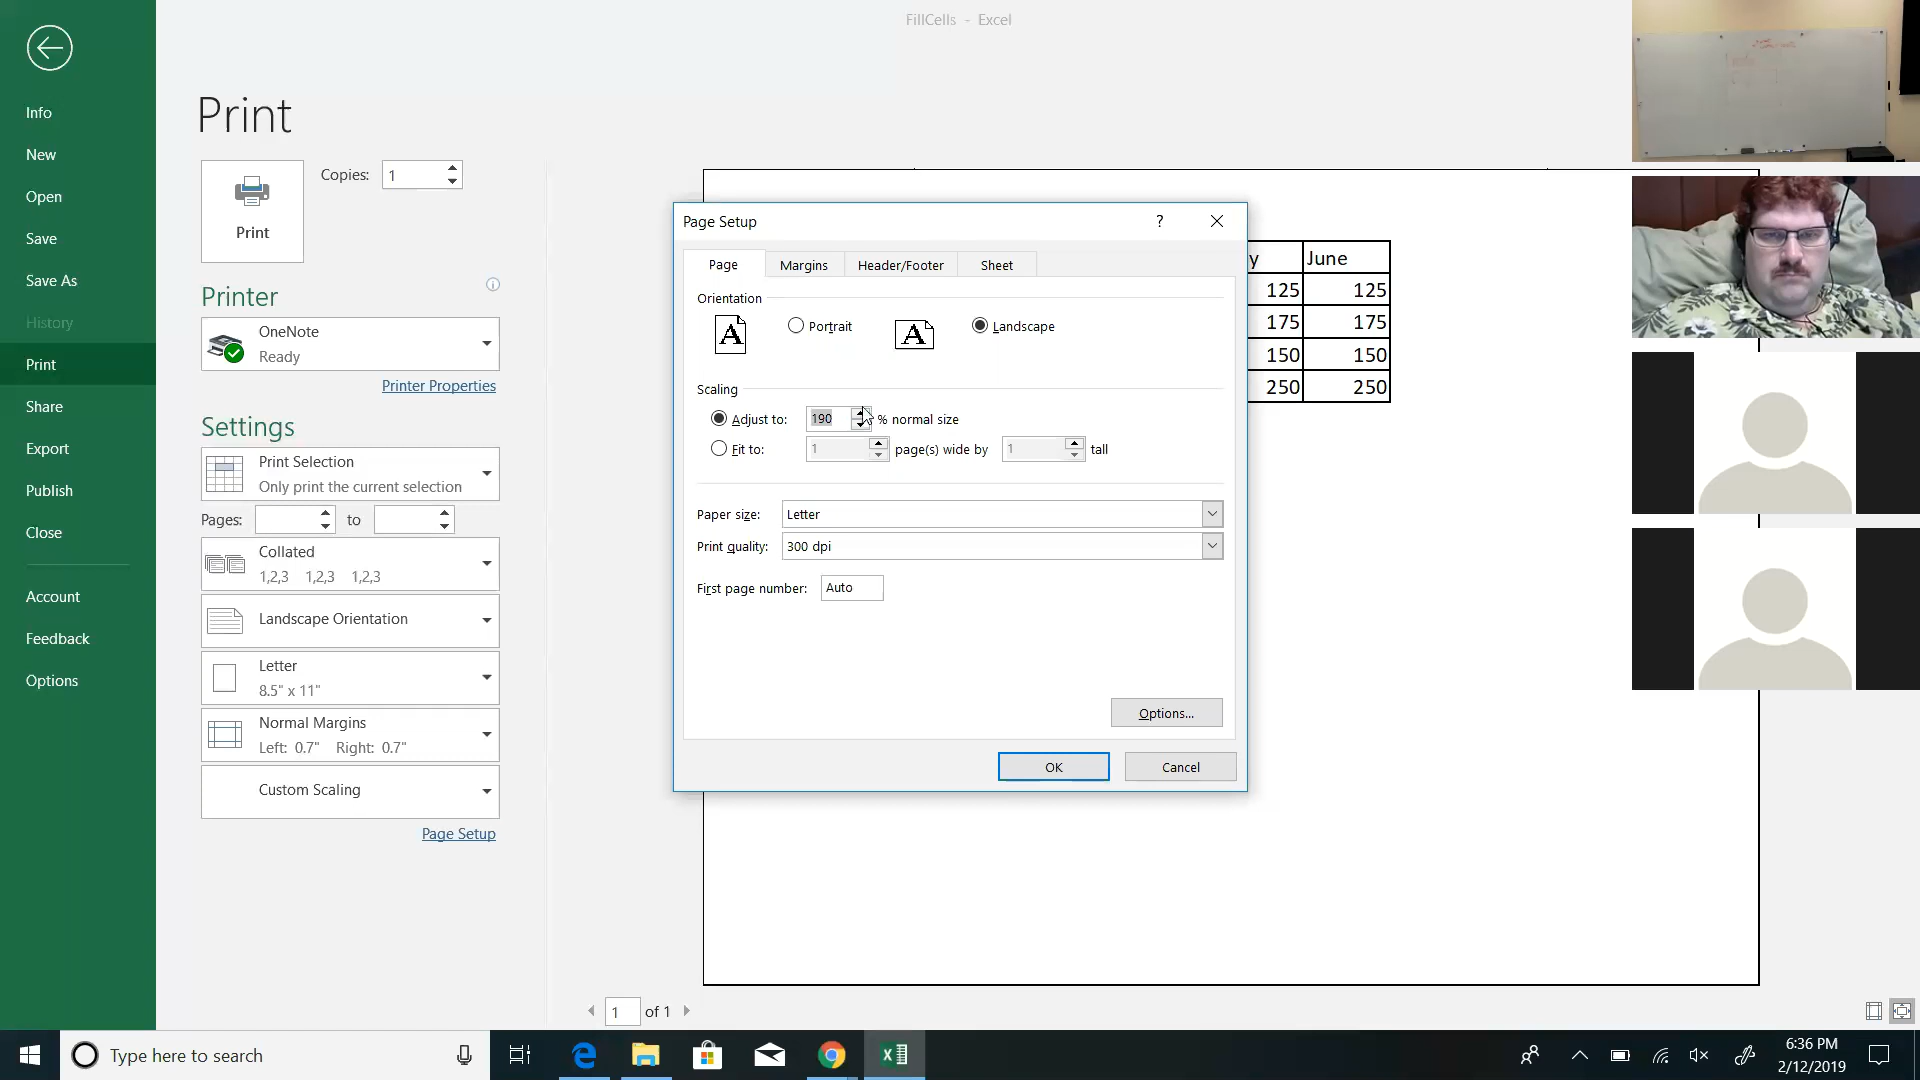 FillCells - Excel
Info
New
Open
Save
Save As
History
Print
Share
Export
Publish
Close
Account
Feedback
Options
Print
Print
Copies: 1
Printer
OneNote
Ready
Printer Properties
Settings
Print Selection
Only print the current selection
Pages: to
Collated
1,2,3 1,2,3 1,2,3
Landscape Orientation
Letter
8.5" x 11"
Normal Margins
Left: 0.7" Right: 0.7"
Custom Scaling
Page Setup
Page Setup
?
Page Margins Header/Footer Sheet
Orientation
A Portrait A Landscape
Scaling
Adjust to: 190 % normal size
Fit to: 1 page(s) wide by 1 tall
Paper size: Letter
Print quality: 300 dpi
First page number: Auto
Options...
OK Cancel
y June
125 125
175 175
150 150
250 250
1 of 1
Type here to search
6:36 PM
2/12/2019